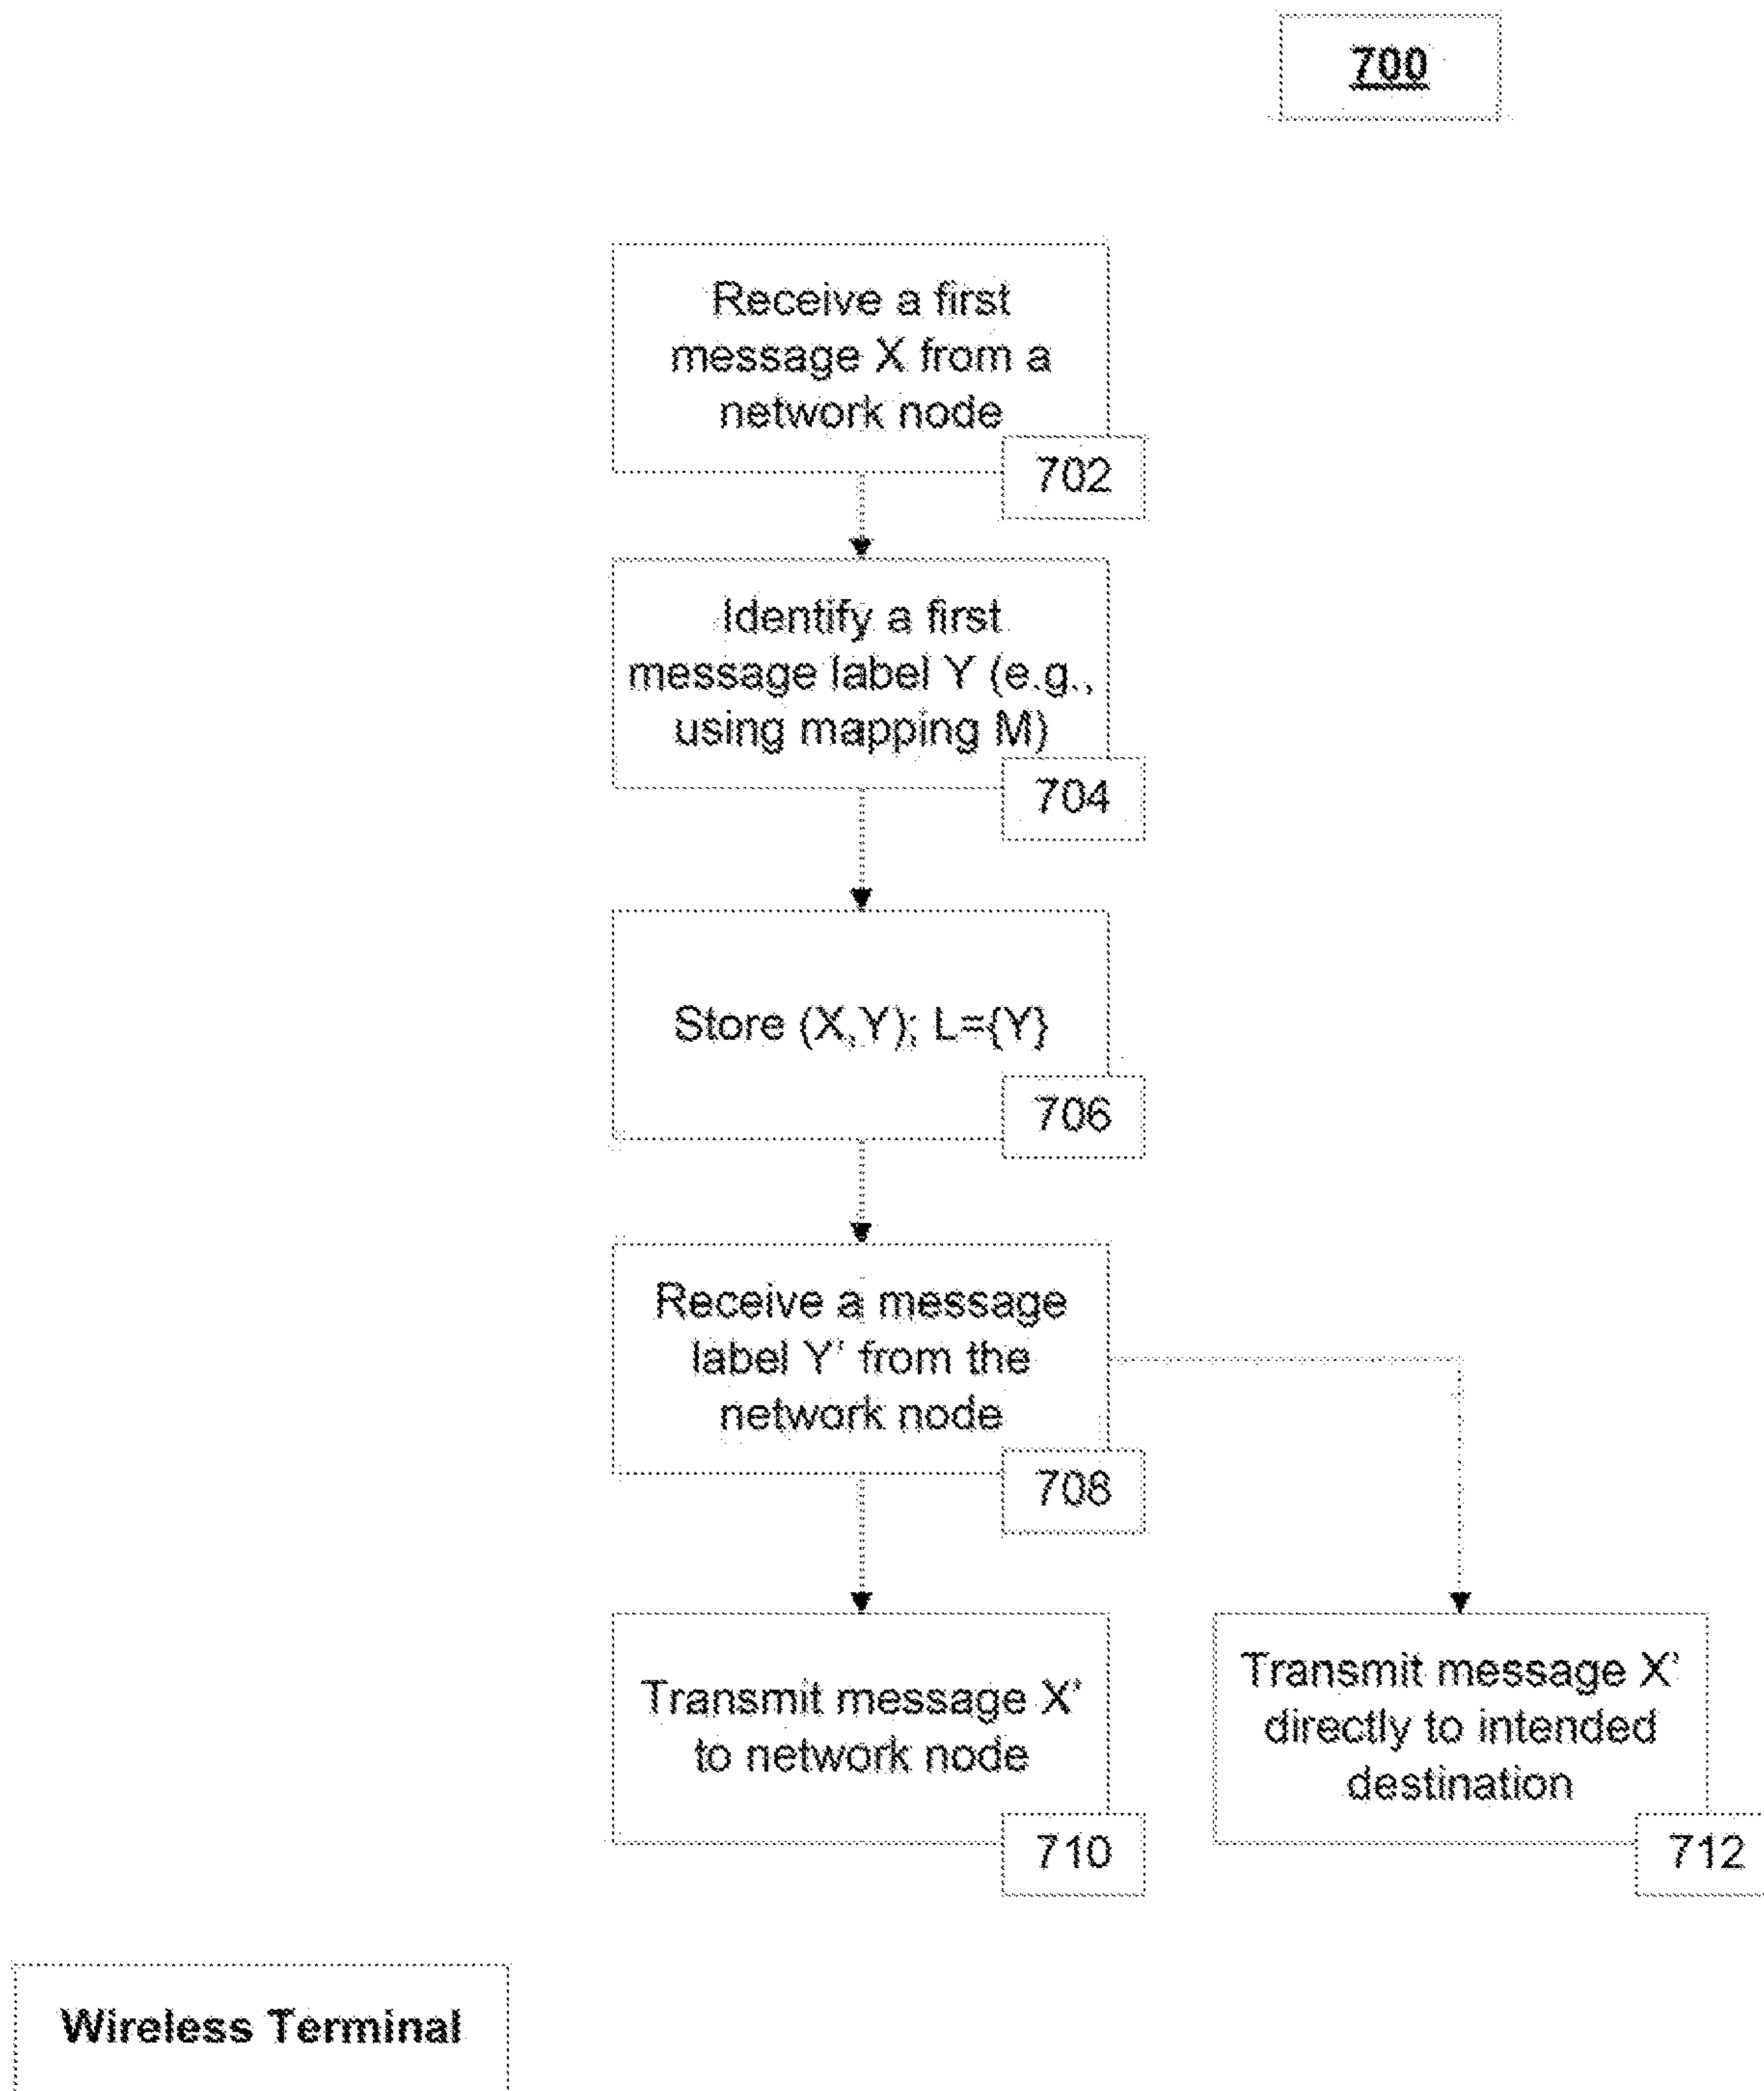 700
Receive a first
message X from a
network node
702
Identify a first
message label Y (e.g.,
using mapping M)
704
Store (X,Y); L={Y}
706
Receive a message
label Y' from the
network node
708
Transmit message X'
to network node
710
Transmit message X'
directly to intended
destination
712
Wireless Terminal